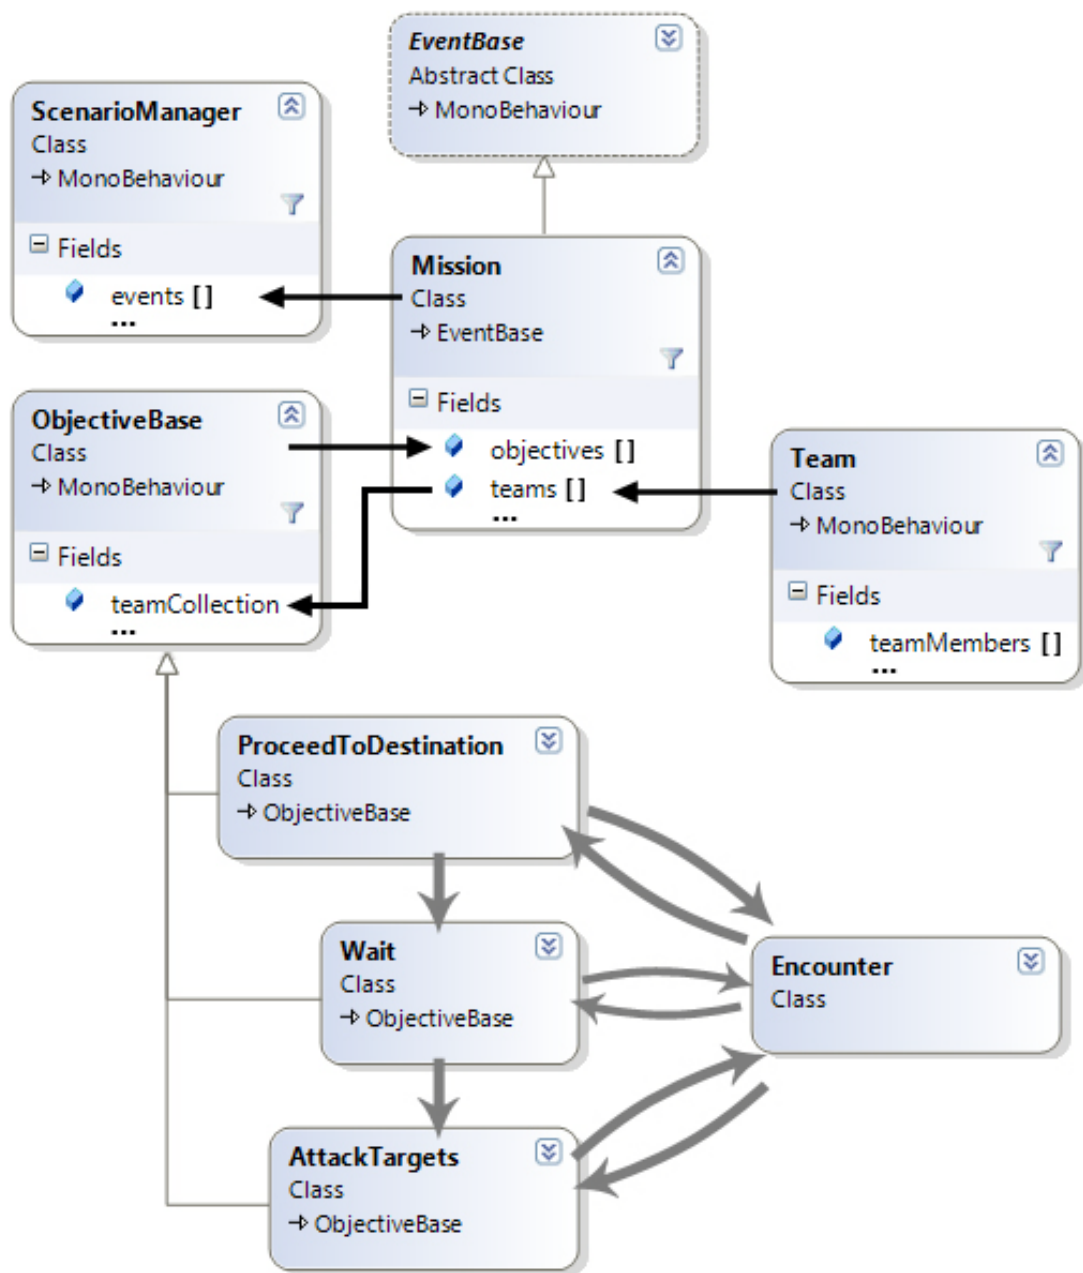 EventBase
Abstract Class
MonoBehaviour
ScenarioManager
Class
MonoBehaviour
Fields
events []
...
Mission
Class
EventBase
Fields
objectives []
teams []
...
ObjectiveBase
Class
MonoBehaviour
Fields
teamCollection
...
Team
Class
MonoBehaviour
Fields
teamMembers []
...
ProceedToDestination
Class
ObjectiveBase
Wait
Class
ObjectiveBase
Encounter
Class
AttackTargets
Class
ObjectiveBase